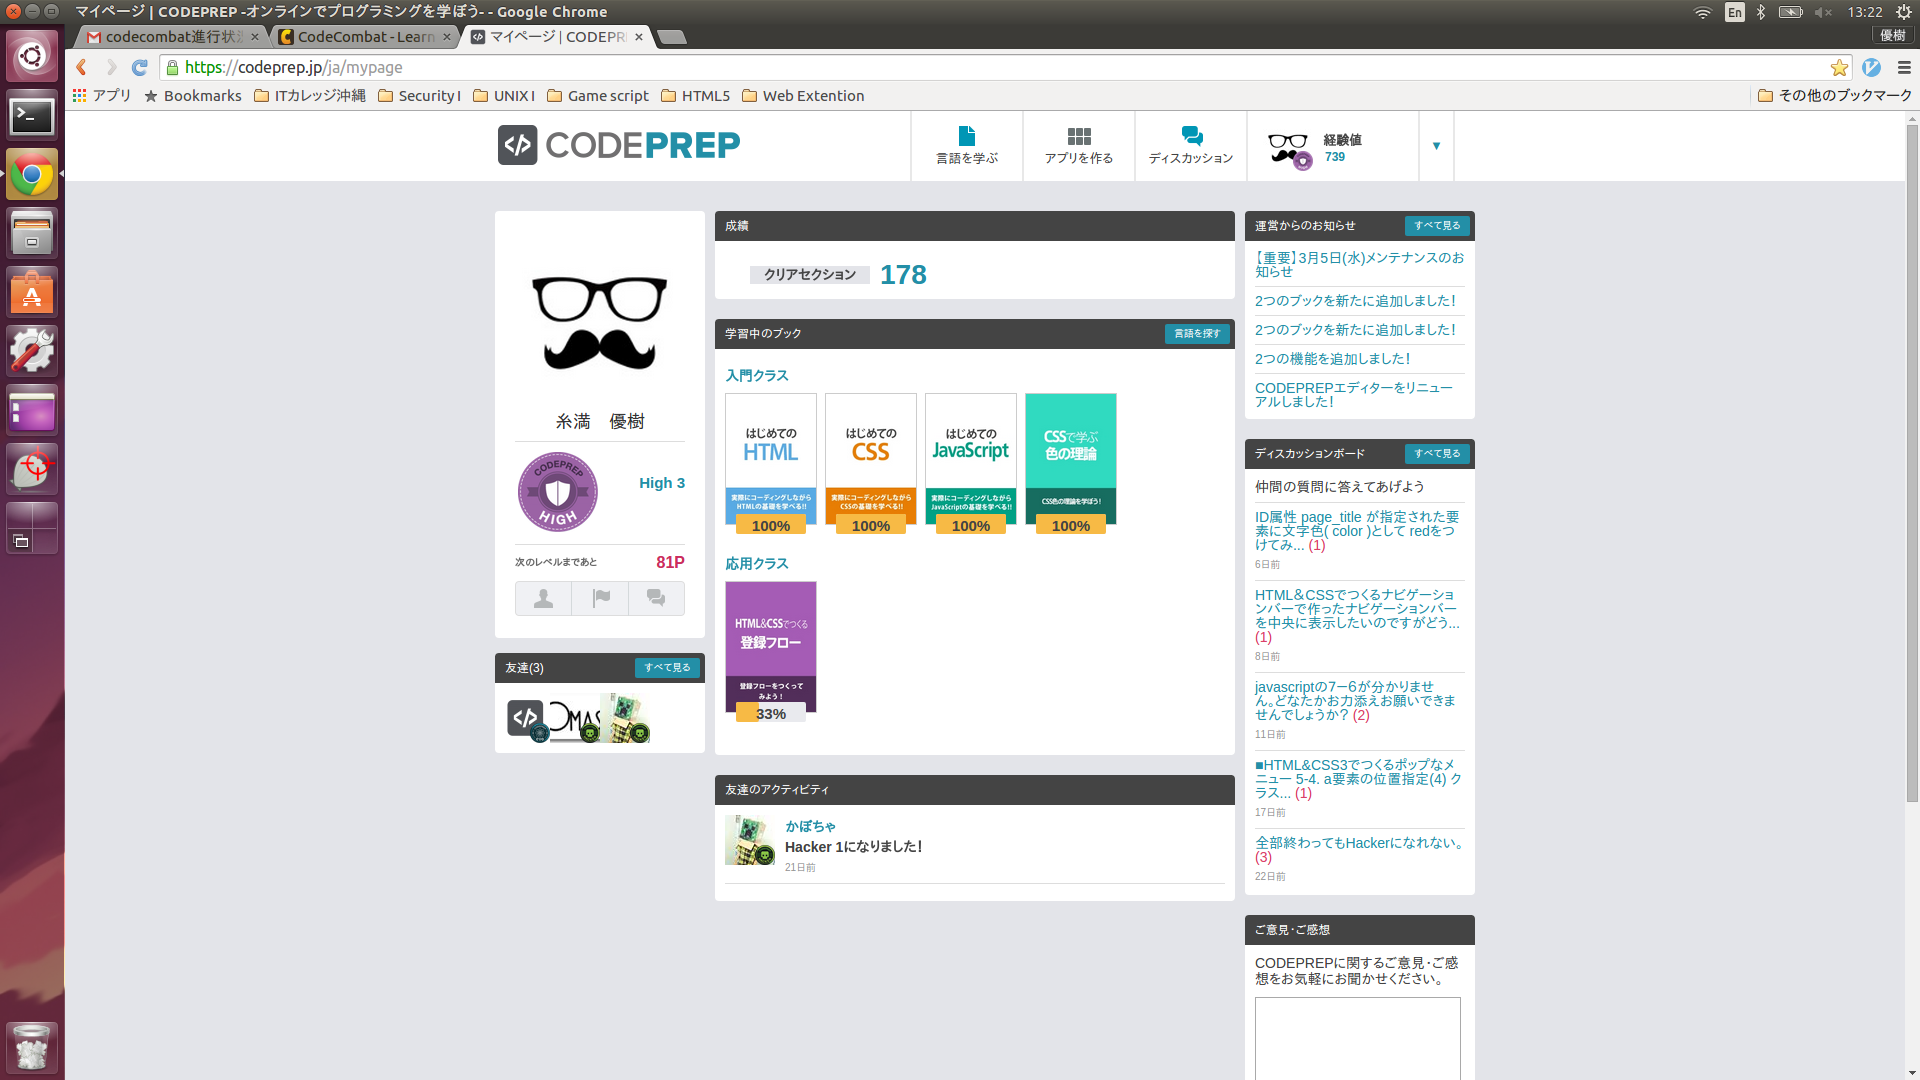 マイページ | CODEPREP -オンラインでプログラミングを学ぼう- - Google Chrome
En
13:22
codecombat進行状況
CodeCombat - Learn
マイページ | CODEPR
優樹
https://codeprep.jp/ja/mypage
アプリ
Bookmarks
ITカレッジ沖縄
Security I
UNIX I
Game script
HTML5
Web Extention
その他のブックマーク
</> CODEPREP
言語を学ぶ
アプリを作る
ディスカッション
経験値
739
糸満　優樹
CODEPREP
HIGH
High 3
次のレベルまであと
81P
友達(3)
すべて見る
</>
成績
クリアセクション
178
学習中のブック
言語を探す
入門クラス
はじめての
HTML
実際にコーディングしながら
HTMLの基礎を学べる!!
100%
はじめての
CSS
実際にコーディングしながら
CSSの基礎を学べる!!
100%
はじめての
JavaScript
実際にコーディングしながら
JavaScriptの基礎を学べる!!
100%
CSSで学ぶ
色の理論
CSS色の理論を学ぼう!
100%
応用クラス
HTML&CSSでつくる
登録フロー
登録フローをつくって
みよう！
33%
友達のアクティビティ
かぼちゃ
Hacker 1になりました!
21日前
運営からのお知らせ
すべて見る
【重要】3月5日(水)メンテナンスのお
知らせ
2つのブックを新たに追加しました!
2つのブックを新たに追加しました!
2つの機能を追加しました!
CODEPREPエディターをリニュー
アルしました!
ディスカッションボード
すべて見る
仲間の質問に答えてあげよう
ID属性 page_title が指定された要
素に文字色( color )として redをつ
けてみ... (1)
6日前
HTML＆CSSでつくるナビゲーショ
ンバーで作ったナビゲーションバー
を中央に表示したいのですがどう...
(1)
8日前
javascriptの７－６が分かりませ
ん。どなたかお力添えお願いできま
せんでしょうか？ (2)
11日前
■HTML&CSS3でつくるポップなメ
ニュー 5-4. a要素の位置指定(4) ク
ラス... (1)
17日前
全部終わってもHackerになれない。
(3)
22日前
ご意見・ご感想
CODEPREPに関するご意見・ご感
想をお気軽にお聞かせください。